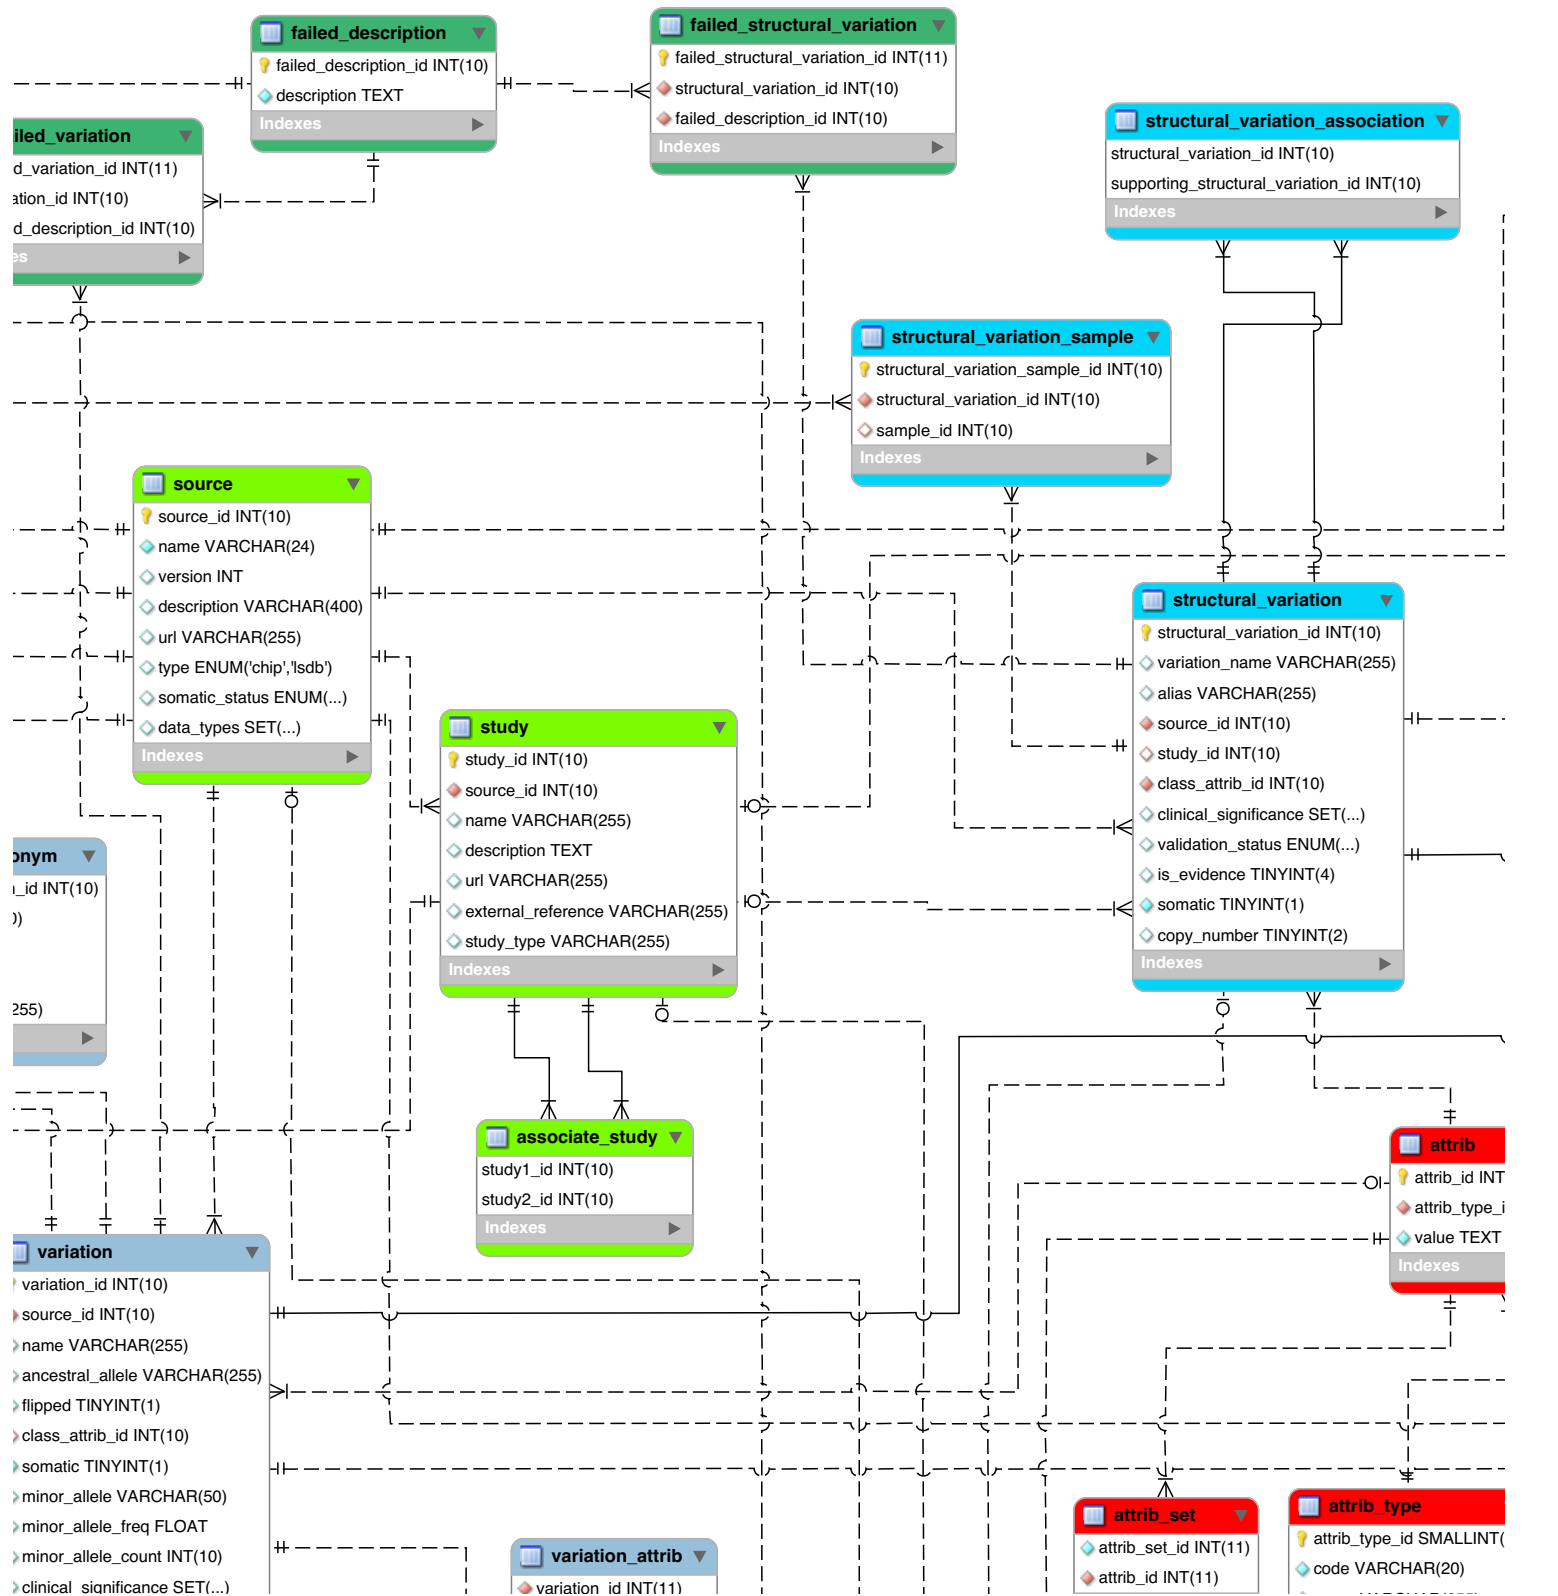 failed_description
failed_description_id INT(10)
description TEXT
Indexes
failed_structural_variation
failed_structural_variation_id INT(11)
structural_variation_id INT(10)
failed_description_id INT(10)
Indexes
iled_variation
d_variation_id INT(11)
ation_id INT(10)
d_description_id INT(10)
es
structural_variation_association
structural_variation_id INT(10)
supporting_structural_variation_id INT(10)
Indexes
structural_variation_sample
structural_variation_sample_id INT(10)
structural_variation_id INT(10)
sample_id INT(10)
Indexes
source
source_id INT(10)
name VARCHAR(24)
version INT
description VARCHAR(400)
url VARCHAR(255)
type ENUM('chip','lsdb')
somatic_status ENUM(...)
data_types SET(...)
Indexes
structural_variation
structural_variation_id INT(10)
variation_name VARCHAR(255)
alias VARCHAR(255)
source_id INT(10)
study_id INT(10)
class_attrib_id INT(10)
clinical_significance SET(...)
validation_status ENUM(...)
is_evidence TINYINT(4)
somatic TINYINT(1)
copy_number TINYINT(2)
Indexes
study
study_id INT(10)
source_id INT(10)
name VARCHAR(255)
description TEXT
url VARCHAR(255)
external_reference VARCHAR(255)
study_type VARCHAR(255)
Indexes
onym
_id INT(10)
0)
255)
associate_study
study1_id INT(10)
study2_id INT(10)
Indexes
attrib
attrib_id INT
attrib_type_i
value TEXT
Indexes
variation
variation_id INT(10)
source_id INT(10)
name VARCHAR(255)
ancestral_allele VARCHAR(255)
flipped TINYINT(1)
class_attrib_id INT(10)
somatic TINYINT(1)
minor_allele VARCHAR(50)
minor_allele_freq FLOAT
minor_allele_count INT(10)
clinical_significance SET(...)
variation_attrib
variation_id INT(11)
attrib_set
attrib_set_id INT(11)
attrib_id INT(11)
attrib_type
attrib_type_id SMALLINT(
code VARCHAR(20)